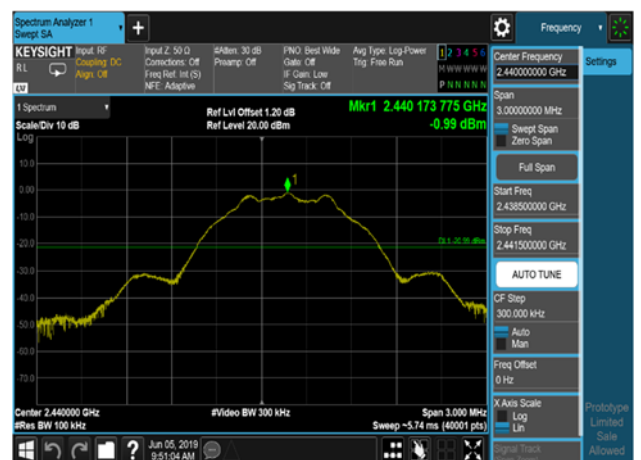 Spectrum Analyzer 1
Swept SA
+
Frequency
KEYSIGHT
RL
Input: RF
Coupling: DC
Align: Off
Input Z: 50 Ω
Corrections: Off
Freq Ref: Int (S)
NFE: Adaptive
#Atten: 30 dB
Preamp: Off
PNO: Best Wide
Gate: Off
IF Gain: Low
Sig Track: Off
Avg Type: Log-Power
Trig: Free Run
1 2 3 4 5 6
M W W W W W
P N N N N N
1 Spectrum
Scale/Div 10 dB
Log
Ref Lvl Offset 1.20 dB
Ref Level 20.00 dBm
Mkr1 2.440 173 775 GHz
-0.99 dBm
10.0
0.00
-10.0
-20.0
-30.0
-40.0
-50.0
-60.0
-70.0
1
DL1 -20.99 dBm
Center 2.440000 GHz
#Res BW 100 kHz
#Video BW 300 kHz
Span 3.000 MHz
Sweep ~5.74 ms (40001 pts)
Jun 05, 2019
9:51:04 AM
Center Frequency
2.440000000 GHz
Span
3.00000000 MHz
Swept Span
Zero Span
Full Span
Start Freq
2.438500000 GHz
Stop Freq
2.441500000 GHz
AUTO TUNE
CF Step
300.000 kHz
Auto
Man
Freq Offset
0 Hz
X Axis Scale
Log
Lin
Signal Track
Settings
Prototype
Limited
Sale
Allowed